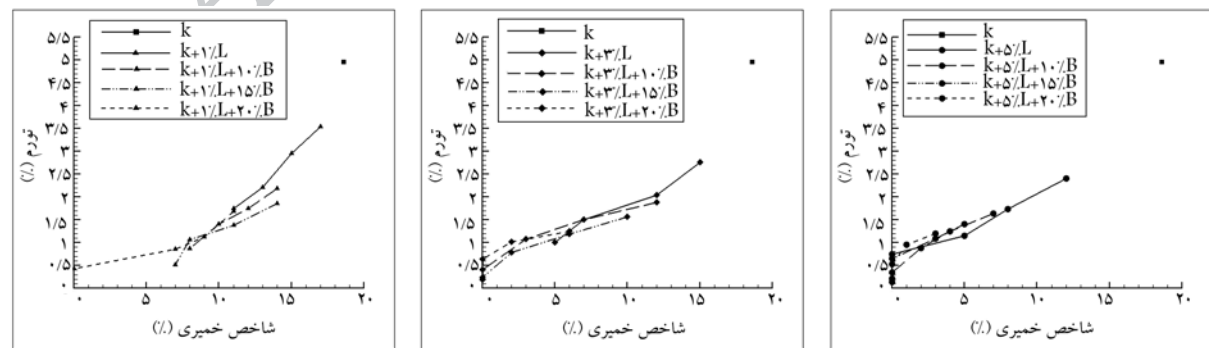 k
k+۱٪L
k+۱٪L+۱۰٪B
k+۱٪L+۱۵٪B
k+۱٪L+۲۰٪B
۵/۵
۵
۴/۵
۴
۳/۵
۳
۲/۵
۲
۱/۵
۱
۰/۵
۰
تورم (٪)
۰ ۵ ۱۰ ۱۵ ۲۰
شاخص خمیری (٪)
k
k+۳٪L
k+۳٪L+۱۰٪B
k+۳٪L+۱۵٪B
k+۳٪L+۲۰٪B
۵/۵
۵
۴/۵
۴
۳/۵
۳
۲/۵
۲
۱/۵
۱
۰/۵
۰
تورم (٪)
۰ ۵ ۱۰ ۱۵ ۲۰
شاخص خمیری (٪)
k
k+۵٪L
k+۵٪L+۱۰٪B
k+۵٪L+۱۵٪B
k+۵٪L+۲۰٪B
۵/۵
۵
۴/۵
۴
۳/۵
۳
۲/۵
۲
۱/۵
۱
۰/۵
۰
تورم (٪)
۰ ۵ ۱۰ ۱۵ ۲۰
شاخص خمیری (٪)